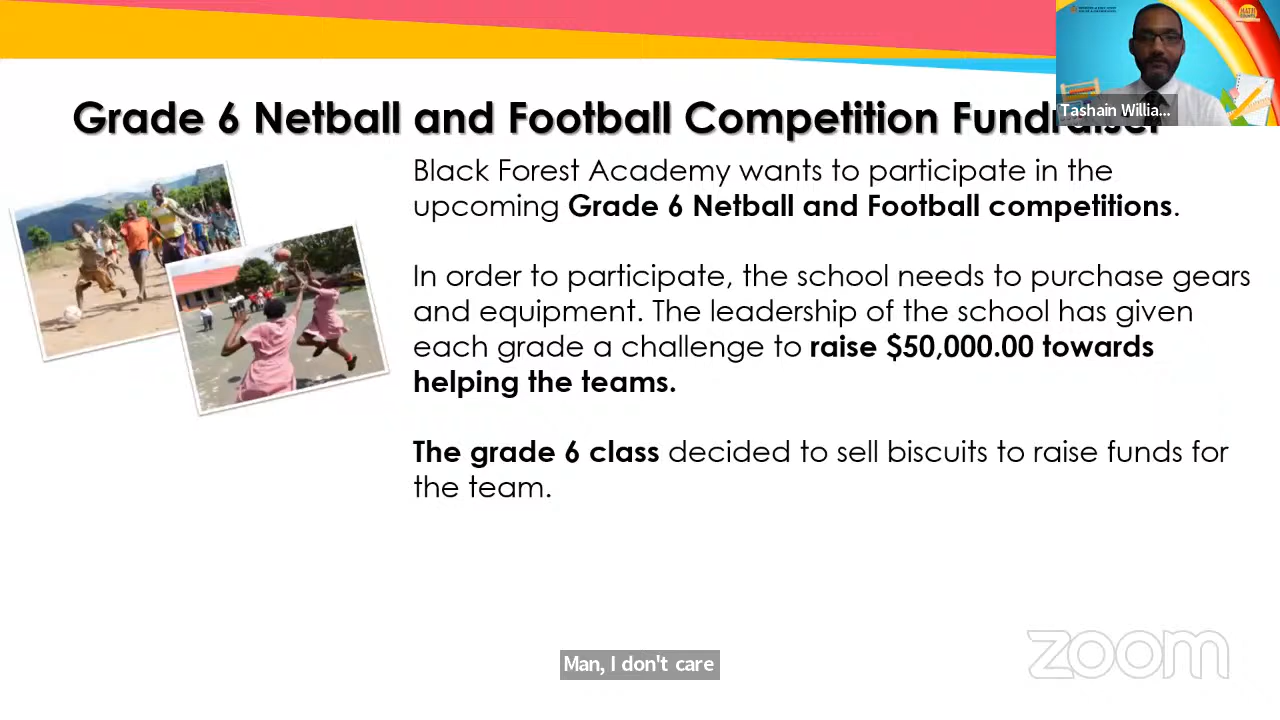 Tashain Willia...
Grade 6 Netball and Football Competition Fundraiser
Black Forest Academy wants to participate in the
upcoming Grade 6 Netball and Football competitions.
In order to participate, the school needs to purchase gears
and equipment. The leadership of the school has given
each grade a challenge to raise $50,000.00 towards
helping the teams.
The grade 6 class decided to sell biscuits to raise funds for
the team.
Man, I don't care
zoom